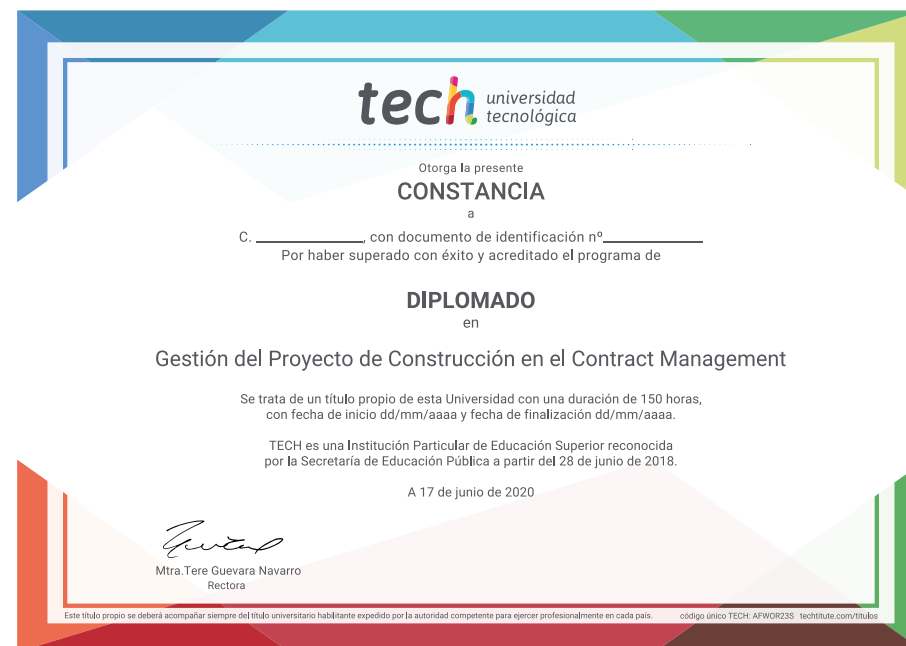 tech universidad
tecnológica
Otorga la presente
CONSTANCIA
a
C. ____________, con documento de identificación nº____________
Por haber superado con éxito y acreditado el programa de
DIPLOMADO
en
Gestión del Proyecto de Construcción en el Contract Management
Se trata de un título propio de esta Universidad con una duración de 150 horas,
con fecha de inicio dd/mm/aaaa y fecha de finalización dd/mm/aaaa.
TECH es una Institución Particular de Educación Superior reconocida
por la Secretaría de Educación Pública a partir del 28 de junio de 2018.
A 17 de junio de 2020
Mtra.Tere Guevara Navarro
Rectora
Este título propio se deberá acompañar siempre del título universitario habilitante expedido por la autoridad competente para ejercer profesionalmente en cada país. código único TECH: AFWOR23S techtitute.com/titulos